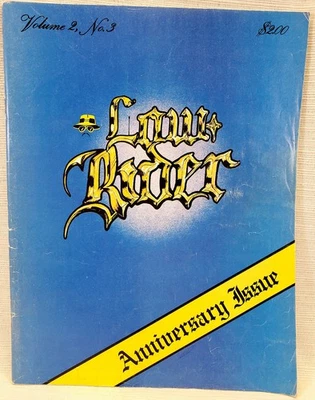 Volume 2, No. 3
$2.00
Low
Rider
Anniversary Issue